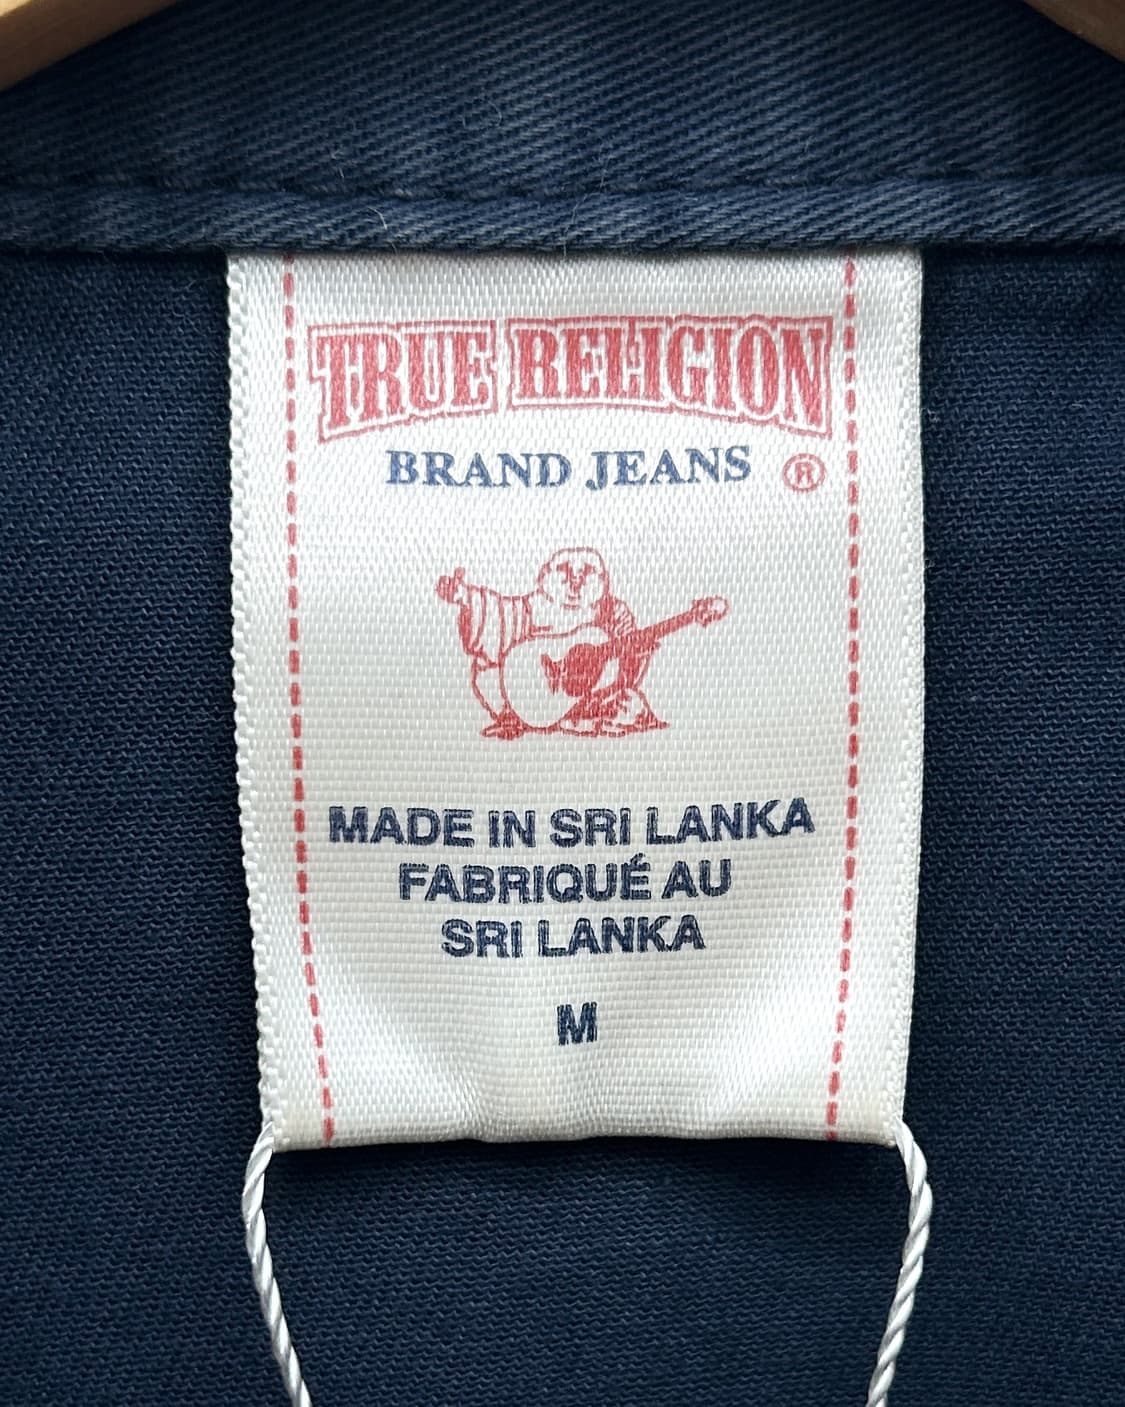 TRUE RELIGION
BRAND JEANS ®
MADE IN SRI LANKA
FABRIQUÉ AU
SRI LANKA
M